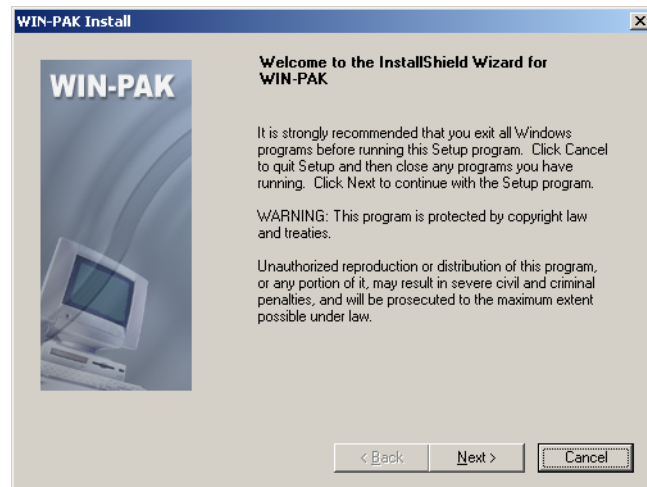 WIN-PAK Install
WIN-PAK
Welcome to the InstallShield Wizard for
WIN-PAK
It is strongly recommended that you exit all Windows
programs before running this Setup program. Click Cancel
to quit Setup and then close any programs you have
running. Click Next to continue with the Setup program.
WARNING: This program is protected by copyright law
and treaties.
Unauthorized reproduction or distribution of this program,
or any portion of it, may result in severe civil and criminal
penalties, and will be prosecuted to the maximum extent
possible under law.
< Back Next > Cancel